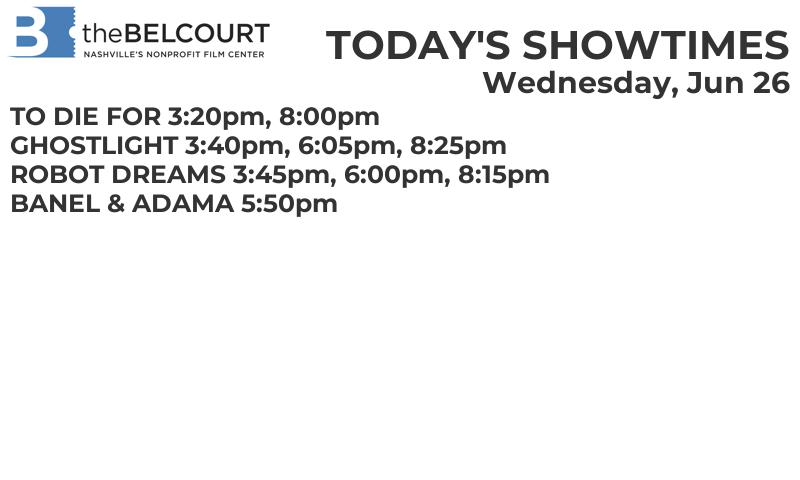 B theBELCOURT
NASHVILLE'S NONPROFIT FILM CENTER
TODAY'S SHOWTIMES
Wednesday, Jun 26
TO DIE FOR 3:20pm, 8:00pm
GHOSTLIGHT 3:40pm, 6:05pm, 8:25pm
ROBOT DREAMS 3:45pm, 6:00pm, 8:15pm
BANEL & ADAMA 5:50pm